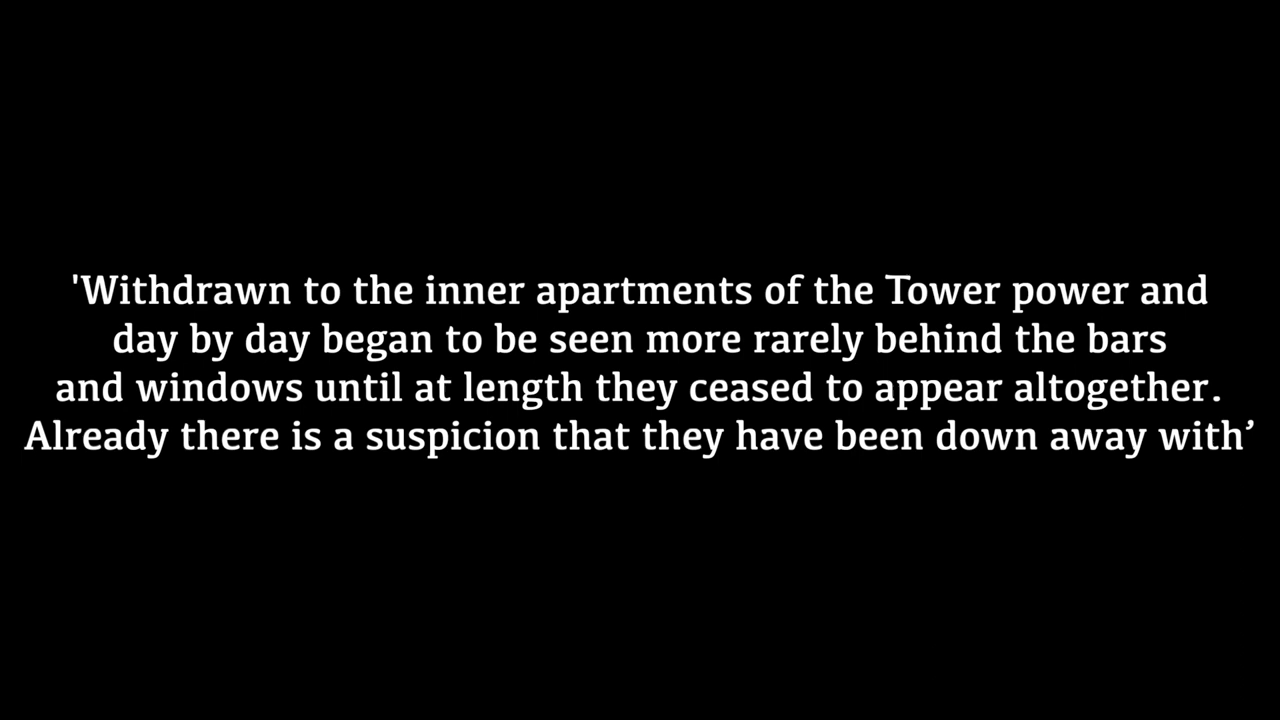 'Withdrawn to the inner apartments of the Tower power and
day by day began to be seen more rarely behind the bars
and windows until at length they ceased to appear altogether.
Already there is a suspicion that they have been down away with’